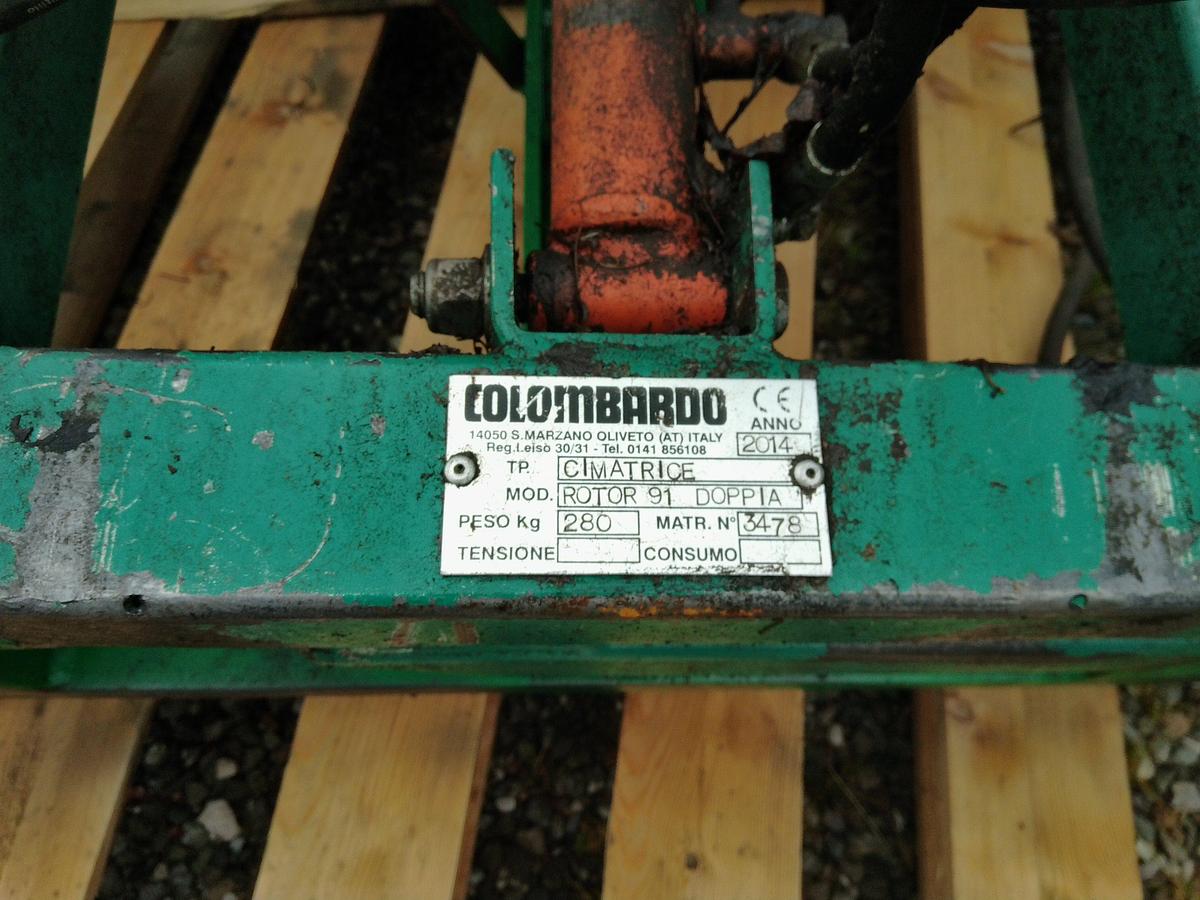 COLOMBARDO CE
ANNO
14050 S. MARZANO OLIVETO (AT) ITALY 2014
Reg. Leiso 30/31 - Tel. 0141 856108
TP. CIMATRICE
MOD. ROTOR 91 DOPPIA
PESO Kg 280 MATR. N° 3478
TENSIONE CONSUMO